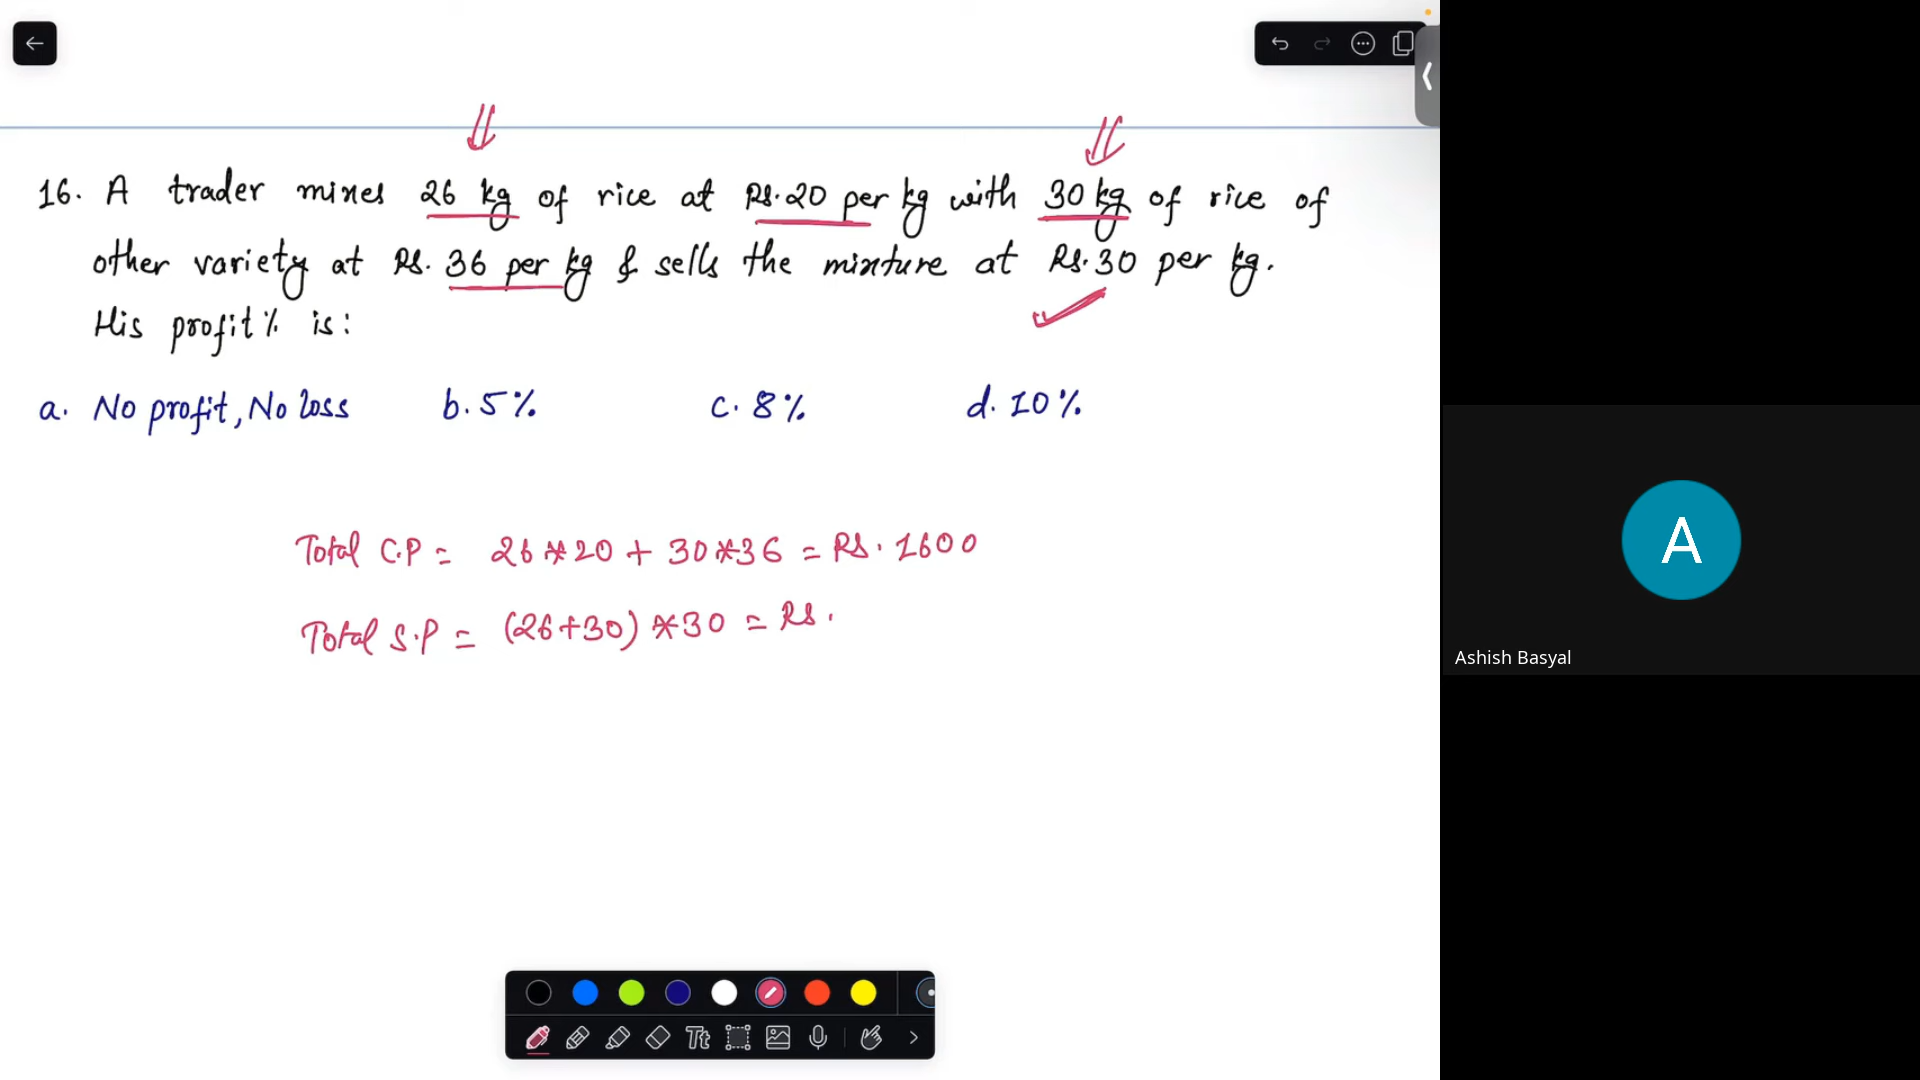 16. A trader mixes 26 kg of rice at Rs.20 per kg with 30 kg of rice of
other variety at Rs. 36 per kg & sells the mixture at Rs.30 per kg.
His profit% is:
a. No profit, No loss b. 5% c. 8% d. 10%
Total C.P = 26*20 + 30*36 = Rs. 1600
Total S.P = (26+30)*30 = Rs.
A
Ashish Basyal
Tt